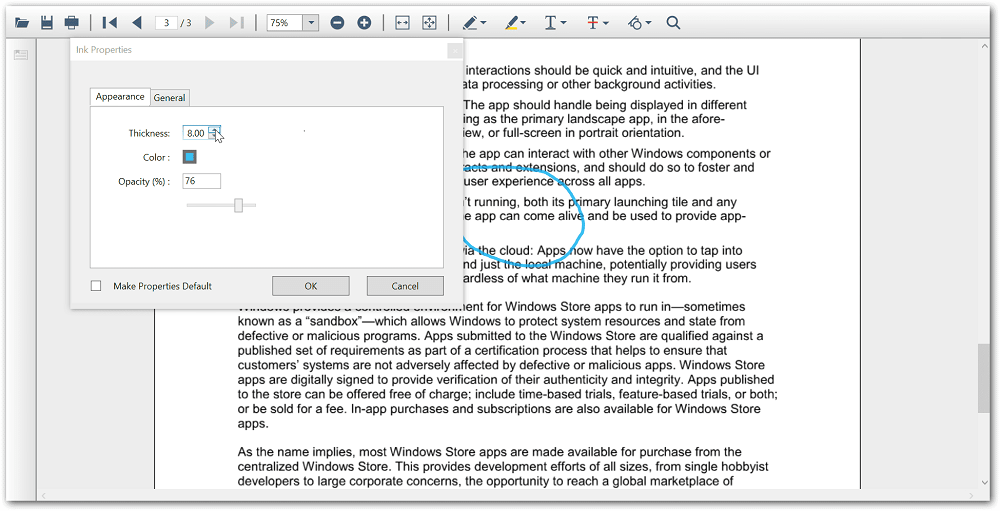 3 / 3
75%
Ink Properties
Appearance
General
Thickness:
8.00
Color :
Opacity (%) :
76
Make Properties Default
OK
Cancel
interactions should be quick and intuitive, and the UI
ata processing or other background activities.
The app should handle being displayed in different
ing as the primary landscape app, in the afore-
iew, or full-screen in portrait orientation.
he app can interact with other Windows components or
racts and extensions, and should do so to foster and
user experience across all apps.
't running, both its primary launching tile and any
e app can come alive and be used to provide app-
via the cloud: Apps now have the option to tap into
nd just the local machine, potentially providing users
ardless of what machine they run it from.
Windows provides a controlled environment for Windows Store apps to run in—sometimes
known as a “sandbox”—which allows Windows to protect system resources and state from
defective or malicious programs. Apps submitted to the Windows Store are qualified against a
published set of requirements as part of a certification process that helps to ensure that
customers’ systems are not adversely affected by defective or malicious apps. Windows Store
apps are digitally signed to provide verification of their authenticity and integrity. Apps published
to the store can be offered free of charge; include time-based trials, feature-based trials, or both;
or be sold for a fee. In-app purchases and subscriptions are also available for Windows Store
apps.
As the name implies, most Windows Store apps are made available for purchase from the
centralized Windows Store. This provides development efforts of all sizes, from single hobbyist
developers to large corporate concerns, the opportunity to reach a global marketplace of